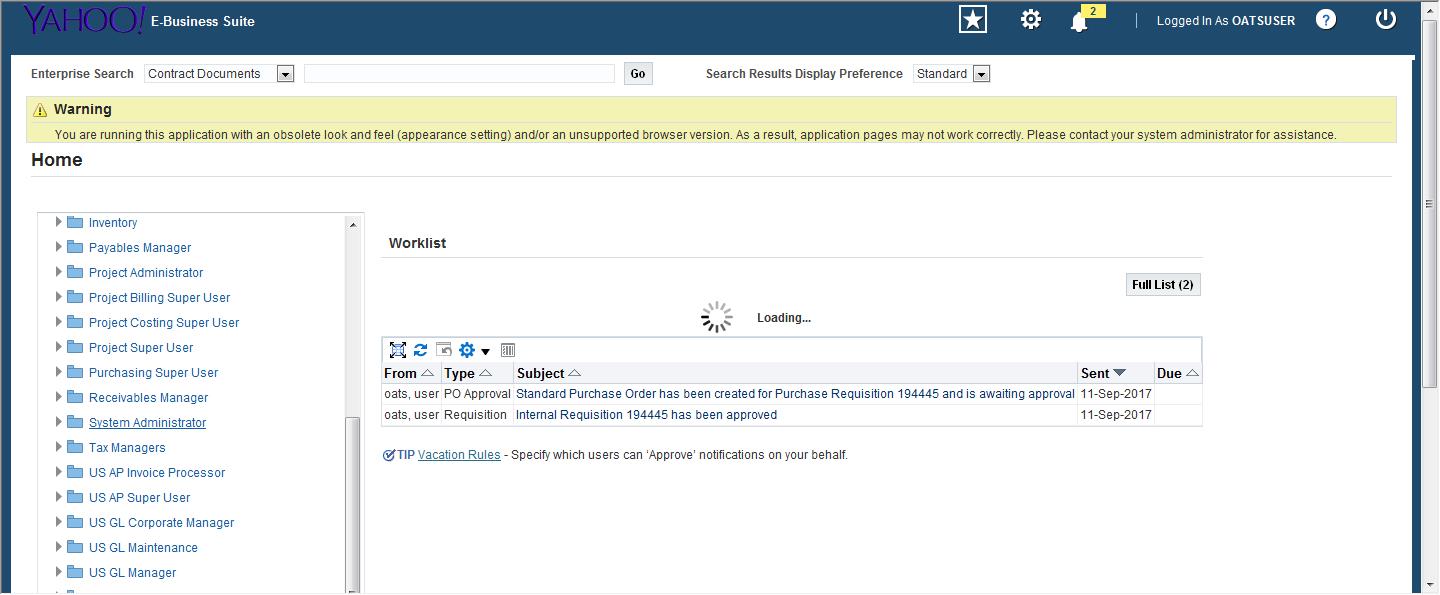 YAHOO! E-Business Suite
2
Logged In As OATSUSER ?
Enterprise Search Contract Documents Go Search Results Display Preference Standard
Warning
You are running this application with an obsolete look and feel (appearance setting) and/or an unsupported browser version. As a result, application pages may not work correctly. Please contact your system administrator for assistance.
Home
Inventory
Payables Manager
Project Administrator
Project Billing Super User
Project Costing Super User
Project Super User
Purchasing Super User
Receivables Manager
System Administrator
Tax Managers
US AP Invoice Processor
US AP Super User
US GL Corporate Manager
US GL Maintenance
US GL Manager
Worklist
Full List (2)
Loading...
From Type Subject Sent Due
oats, user PO Approval Standard Purchase Order has been created for Purchase Requisition 194445 and is awaiting approval 11-Sep-2017
oats, user Requisition Internal Requisition 194445 has been approved 11-Sep-2017
TIP Vacation Rules - Specify which users can ‘Approve’ notifications on your behalf.